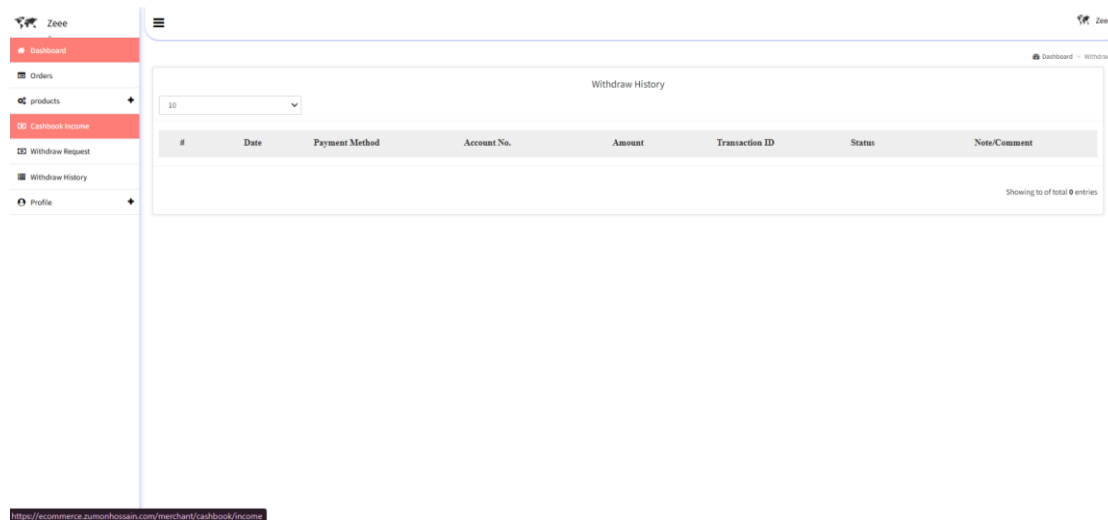 Zeee
Dashboard
Orders
products
Cashbook Income
Withdraw Request
Withdraw History
Profile
Zee
Dashboard > Withdraw
Withdraw History
10
# Date Payment Method Account No. Amount Transaction ID Status Note/Comment
Showing to of total 0 entries
https://ecommerce.zumonhossain.com/merchant/cashbook/income